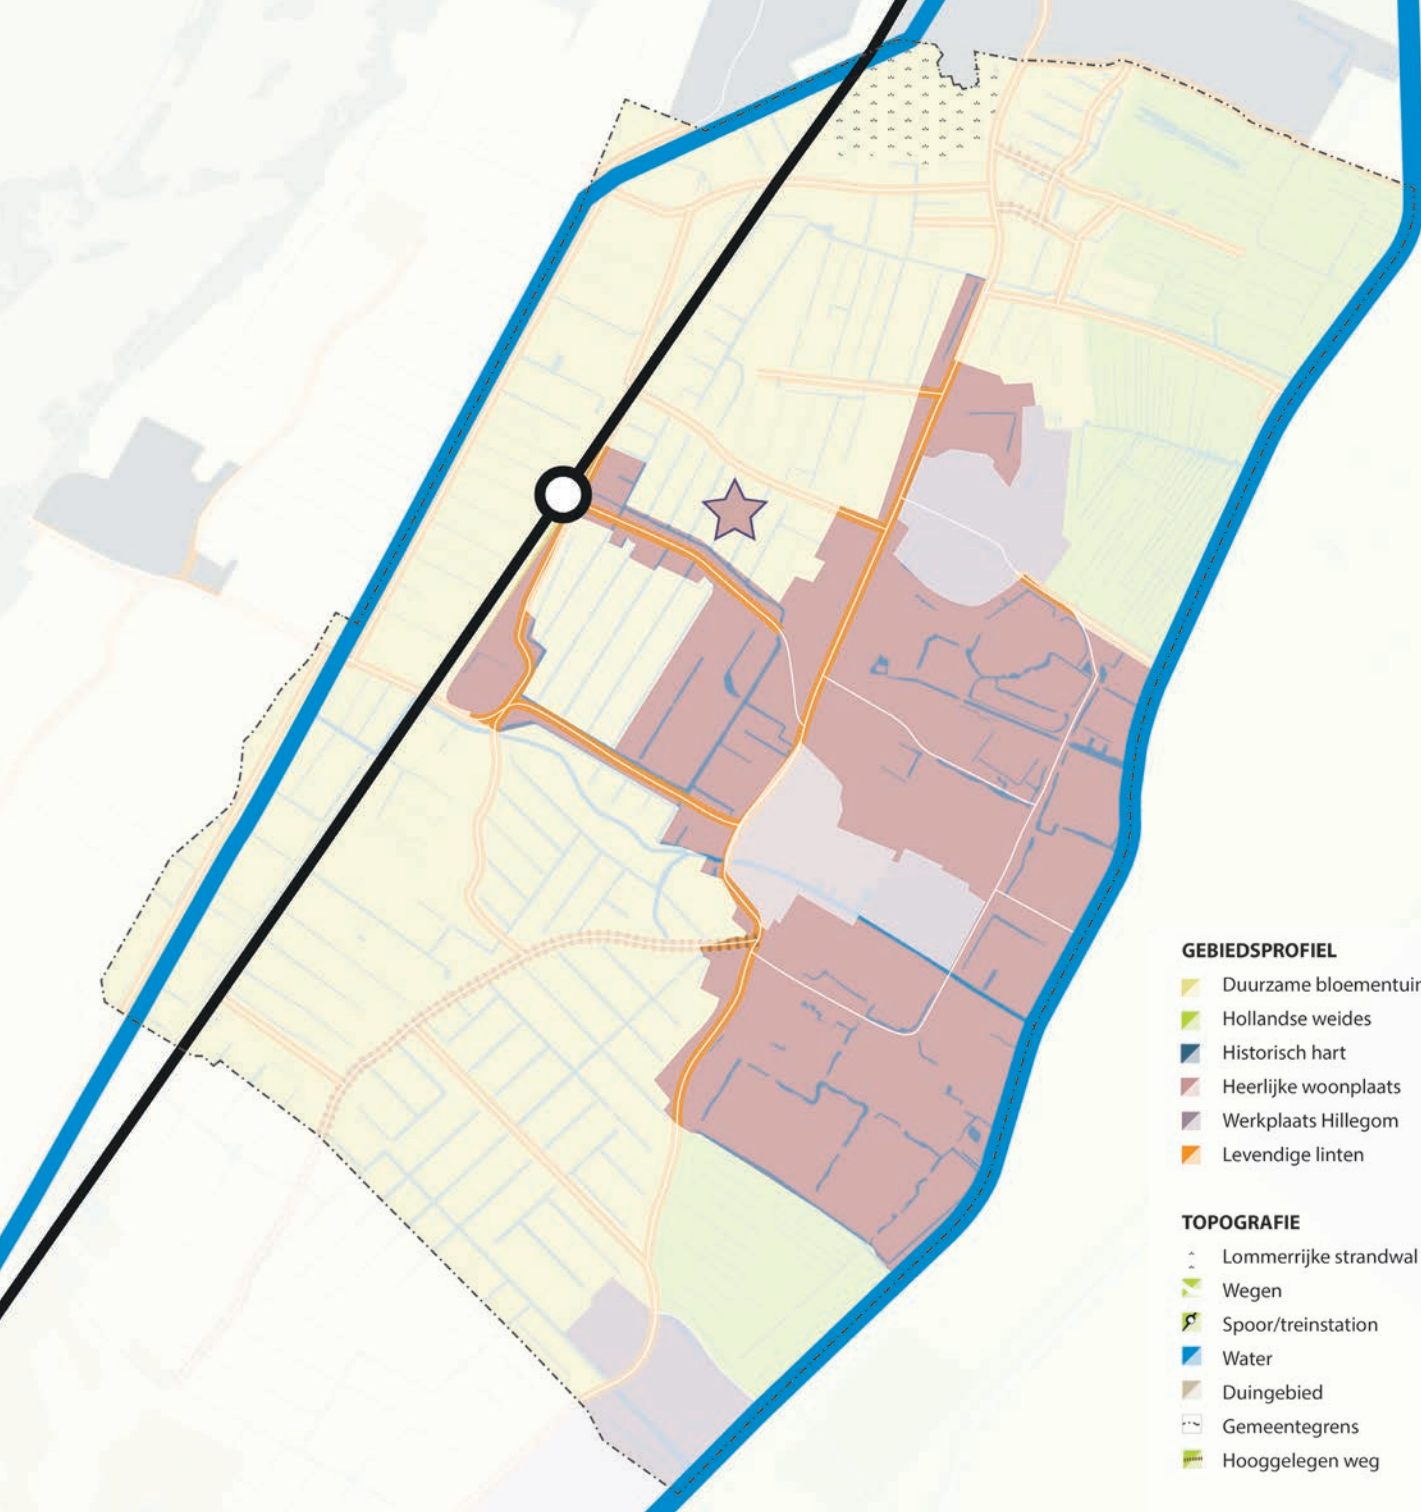 GEBIEDSPROFIEL
Duurzame bloementuin
Hollandse weides
Historisch hart
Heerlijke woonplaats
Werkplaats Hillegom
Levendige linten
TOPOGRAFIE
Lommerrijke strandwal
Wegen
Spoor/treinstation
Water
Duingebied
Gemeentegrens
Hooggelegen weg